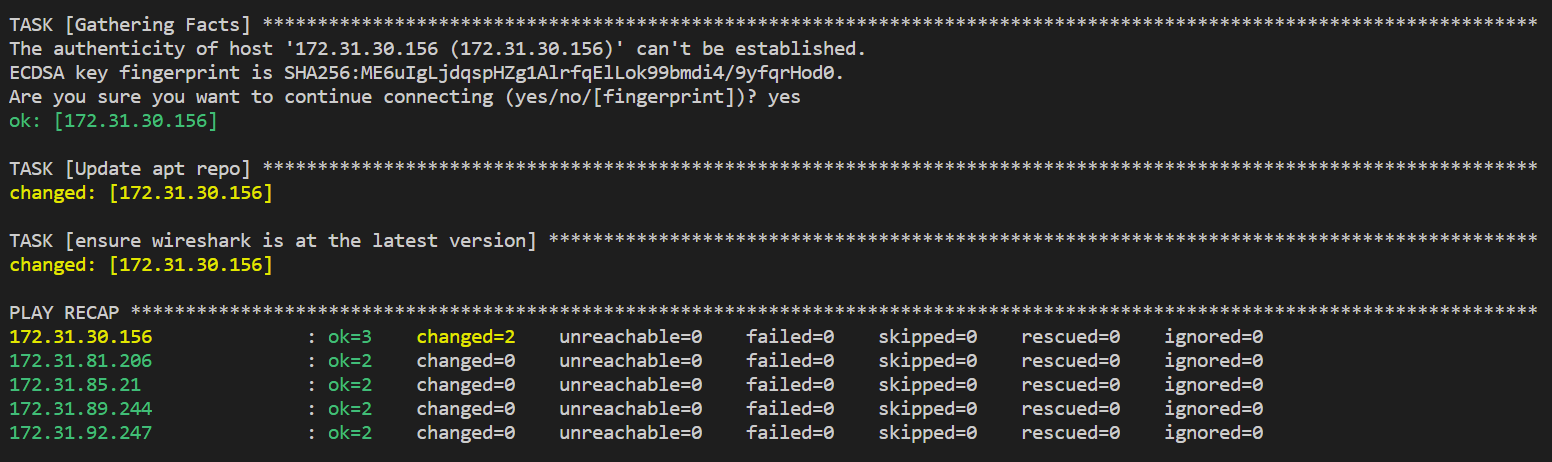 TASK [Gathering Facts] ********************************************************************************************************************
The authenticity of host '172.31.30.156 (172.31.30.156)' can't be established.
ECDSA key fingerprint is SHA256:ME6uIgLjdqspHZg1AlrfqElLok99bmdi4/9yfqrHod0.
Are you sure you want to continue connecting (yes/no/[fingerprint])? yes
ok: [172.31.30.156]
TASK [Update apt repo] ********************************************************************************************************************
changed: [172.31.30.156]
TASK [ensure wireshark is at the latest version] ******************************************************************************************
changed: [172.31.30.156]
PLAY RECAP ********************************************************************************************************************************
172.31.30.156 : ok=3 changed=2 unreachable=0 failed=0 skipped=0 rescued=0 ignored=0
172.31.81.206 : ok=2 changed=0 unreachable=0 failed=0 skipped=0 rescued=0 ignored=0
172.31.85.21 : ok=2 changed=0 unreachable=0 failed=0 skipped=0 rescued=0 ignored=0
172.31.89.244 : ok=2 changed=0 unreachable=0 failed=0 skipped=0 rescued=0 ignored=0
172.31.92.247 : ok=2 changed=0 unreachable=0 failed=0 skipped=0 rescued=0 ignored=0